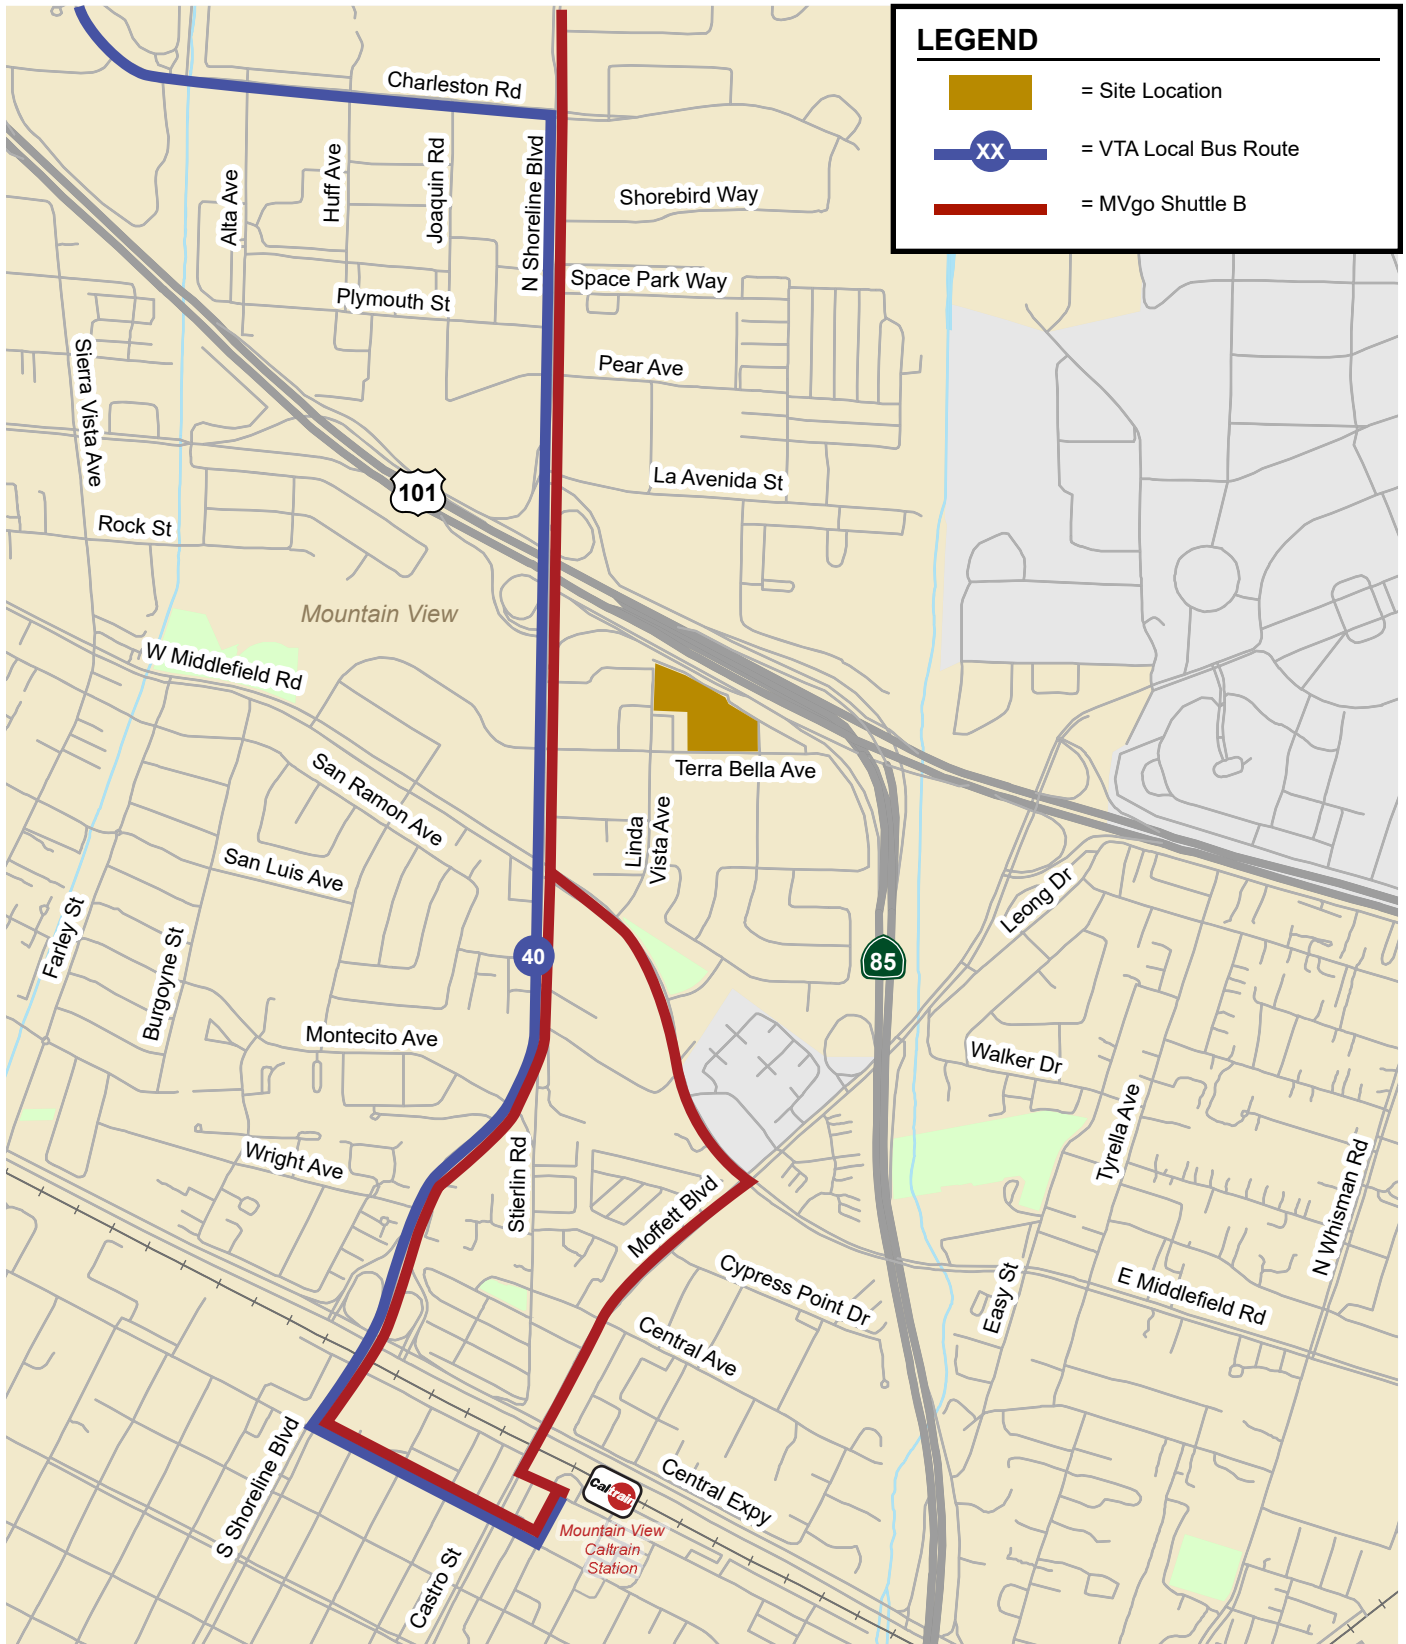 LEGEND
= Site Location
XX
= VTA Local Bus Route
= MVgo Shuttle B
Charleston Rd
Alta Ave
Huff Ave
Joaquin Rd
N Shoreline Blvd
Shorebird Way
Space Park Way
Plymouth St
Pear Ave
Sierra Vista Ave
La Avenida St
101
Rock St
Mountain View
W Middlefield Rd
Terra Bella Ave
San Ramon Ave
Linda
Vista Ave
San Luis Ave
Leong Dr
Farley St
Burgoyne St
40
85
Montecito Ave
Walker Dr
Tyrella Ave
Wright Ave
Stierlin Rd
Moffett Blvd
N Whisman Rd
Cypress Point Dr
Easy St
E Middlefield Rd
Central Ave
S Shoreline Blvd
Central Expy
Caltrain
Mountain View
Caltrain
Station
Castro St